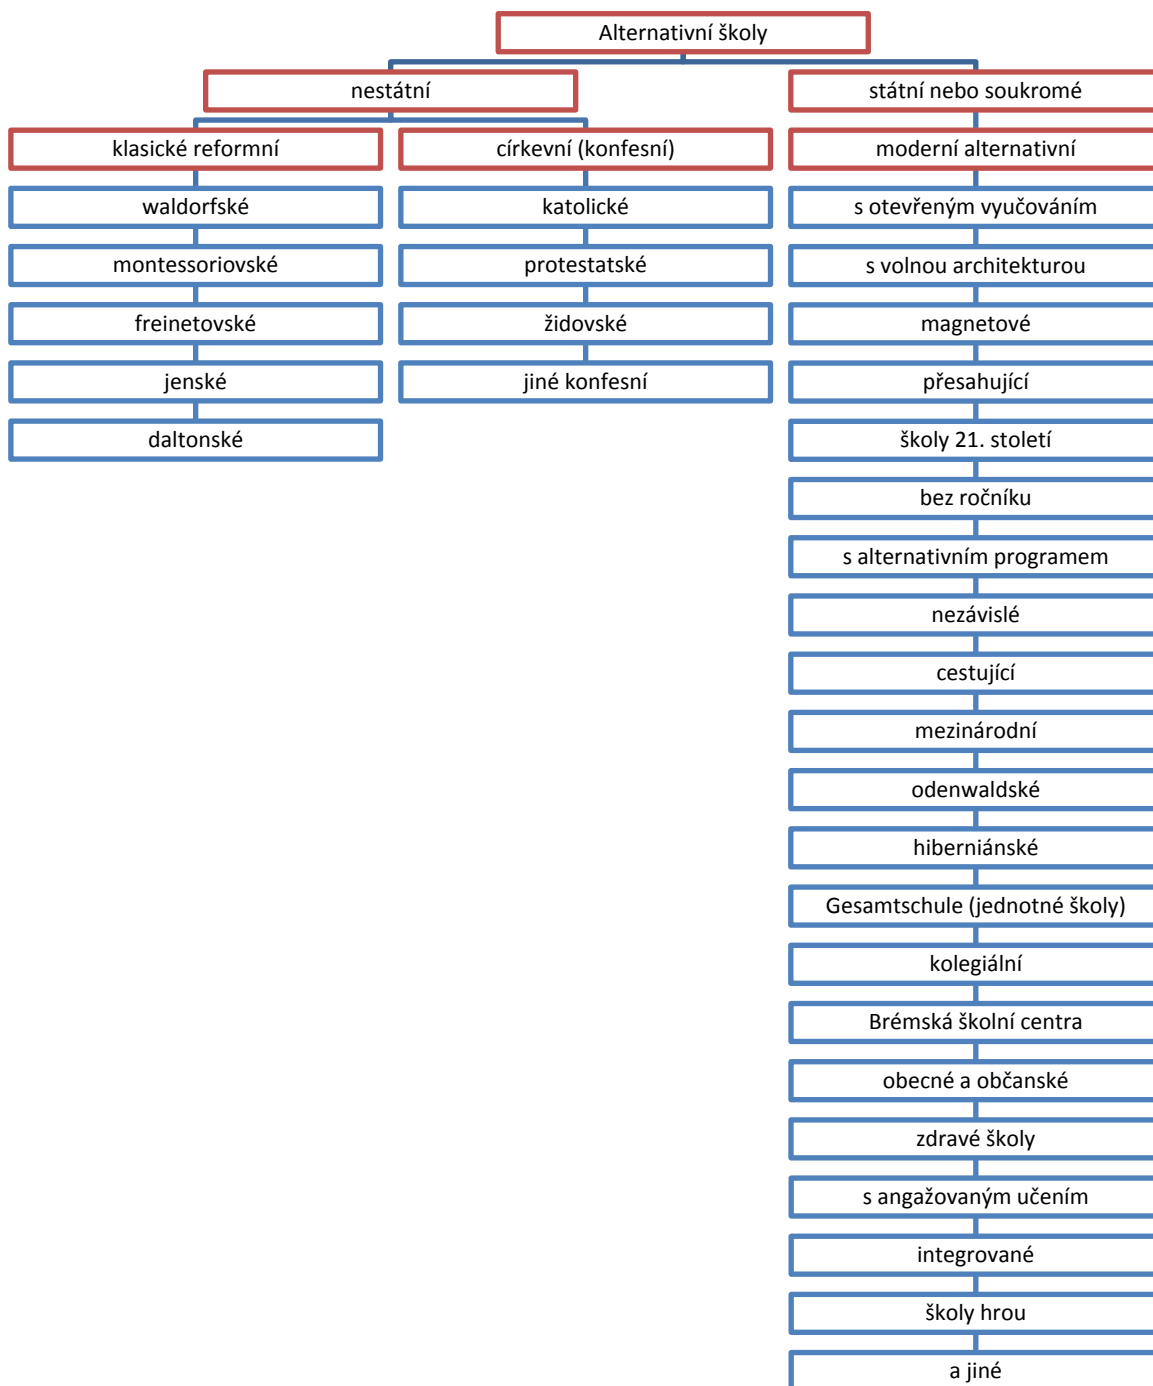 Alternativní školy
nestátní
státní nebo soukromé
klasické reformní
církevní (konfesní)
moderní alternativní
waldorfské
katolické
s otevřeným vyučováním
montessoriovské
protestatské
s volnou architekturou
freinetovské
židovské
magnetové
jenské
jiné konfesní
přesahující
daltonské
školy 21. století
bez ročníku
s alternativním programem
nezávislé
cestující
mezinárodní
odenwaldské
hiberniánské
Gesamtschule (jednotné školy)
kolegiální
Brémská školní centra
obecné a občanské
zdravé školy
s angažovaným učením
integrované
školy hrou
a jiné